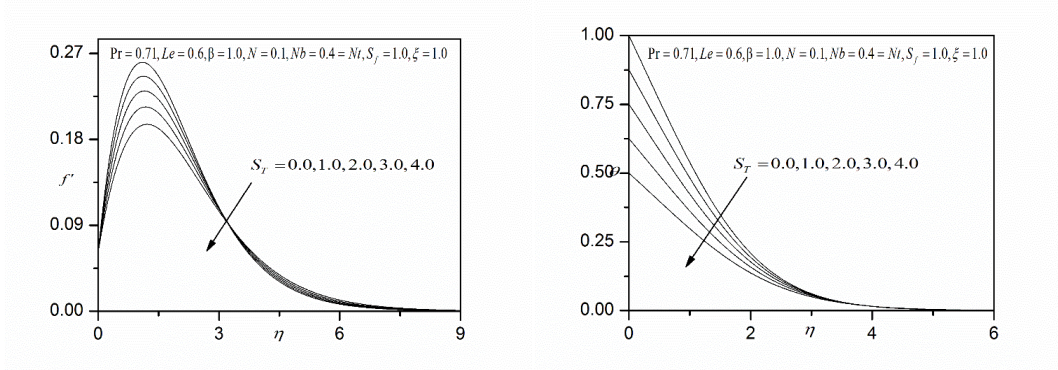 Pr = 0.71, Le = 0.6, β = 1.0, N = 0.1, Nb = 0.4 = Nt, S_f = 1.0, ξ = 1.0
0.27
0.18
0.09
0.00
f'
S_T = 0.0, 1.0, 2.0, 3.0, 4.0
0 3 6 9
η
Pr = 0.71, Le = 0.6, β = 1.0, N = 0.1, Nb = 0.4 = Nt, S_f = 1.0, ξ = 1.0
1.00
0.75
0.50
0.25
0.00
S_T = 0.0, 1.0, 2.0, 3.0, 4.0
0 2 4 6
η